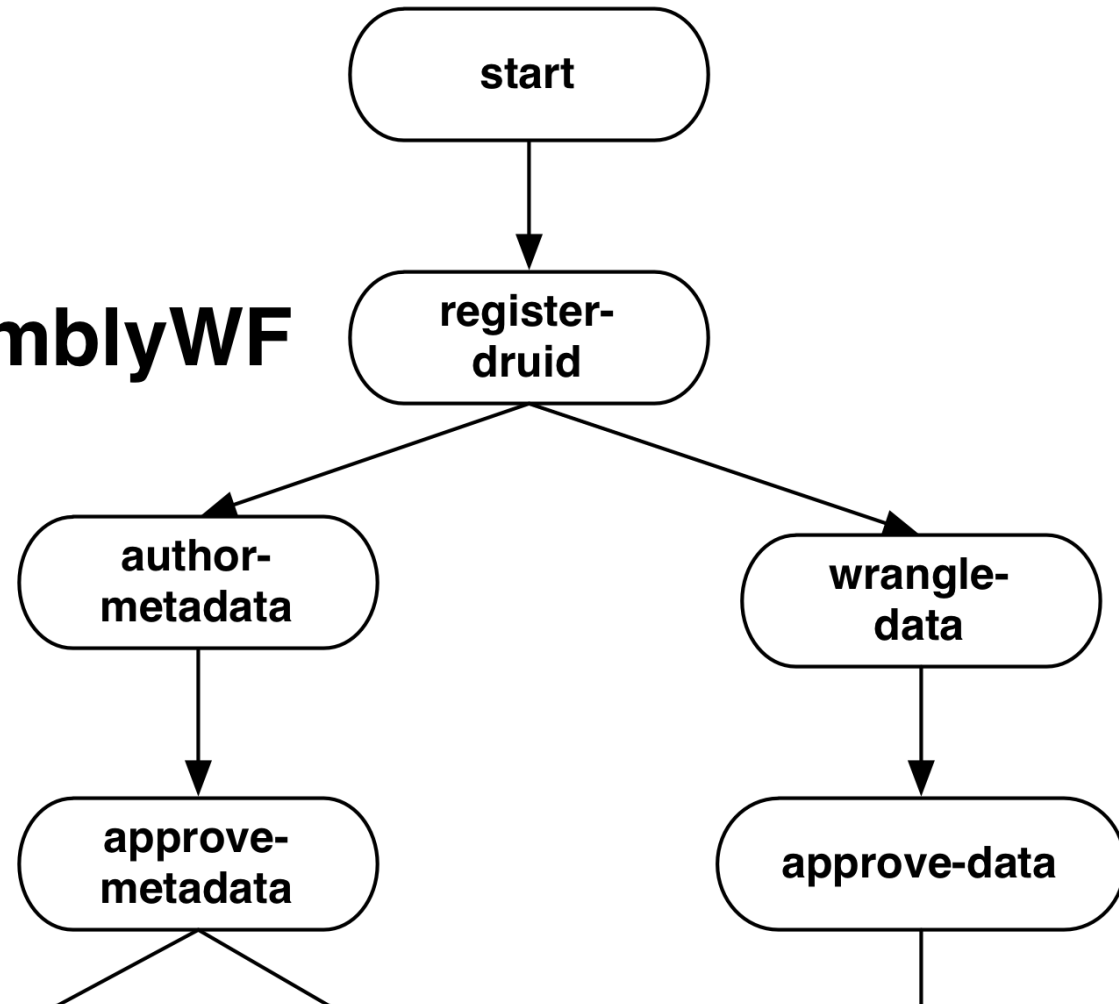 start
mblyWF
register-
druid
author-
metadata
wrangle-
data
approve-
metadata
approve-data